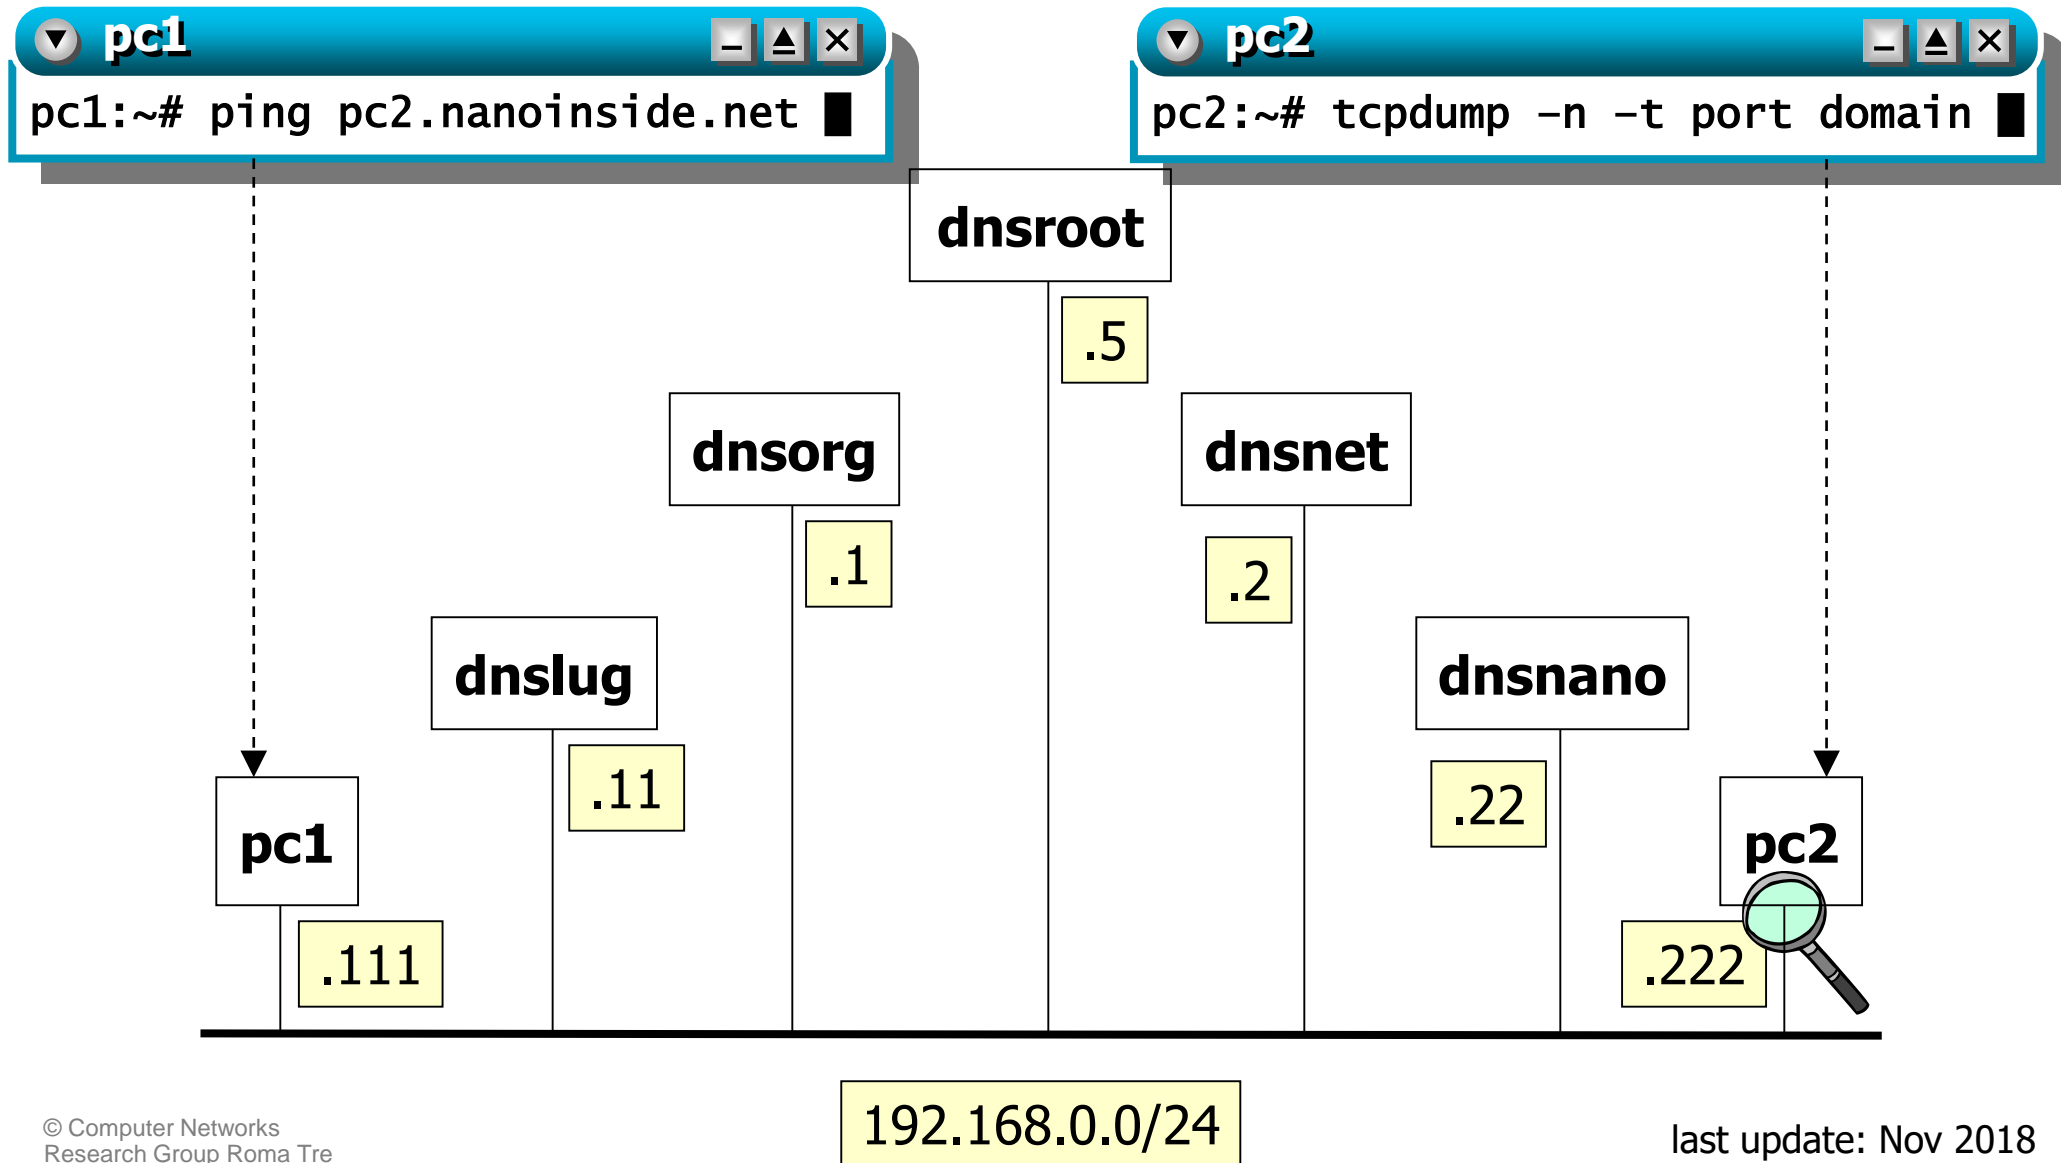 pc1
pc1:~# ping pc2.nanoinside.net
pc2
pc2:~# tcpdump –n –t port domain
dnsroot
.5
dnsorg
dnsnet
.1
.2
dnslug
dnsnano
.11
.22
pc1
pc2
.111
.222
192.168.0.0/24
© Computer Networks
Research Group Roma Tre
last update: Nov 2018